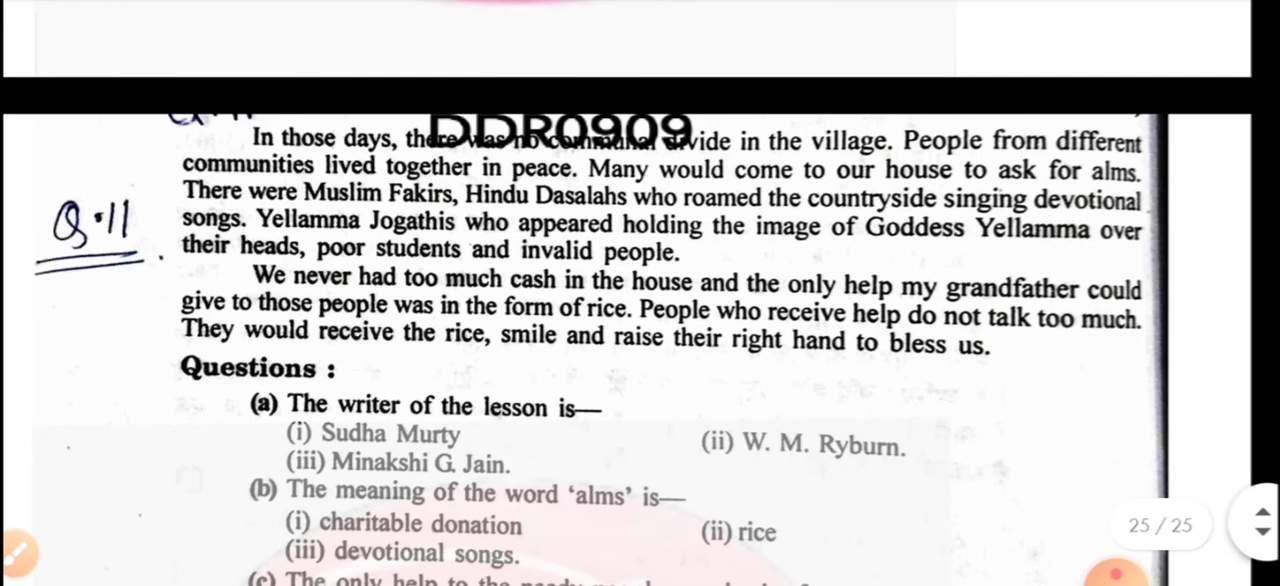 DDR0909
In those days, there was no communal divide in the village. People from different
communities lived together in peace. Many would come to our house to ask for alms.
There were Muslim Fakirs, Hindu Dasalahs who roamed the countryside singing devotional
Q.11
songs. Yellamma Jogathis who appeared holding the image of Goddess Yellamma over
their heads, poor students and invalid people.
We never had too much cash in the house and the only help my grandfather could
give to those people was in the form of rice. People who receive help do not talk too much.
They would receive the rice, smile and raise their right hand to bless us.
Questions :
(a) The writer of the lesson is—
(i) Sudha Murty (ii) W. M. Ryburn.
(iii) Minakshi G. Jain.
(b) The meaning of the word ‘alms’ is—
(i) charitable donation (ii) rice
25 / 25
(iii) devotional songs.
(c) The only help to the